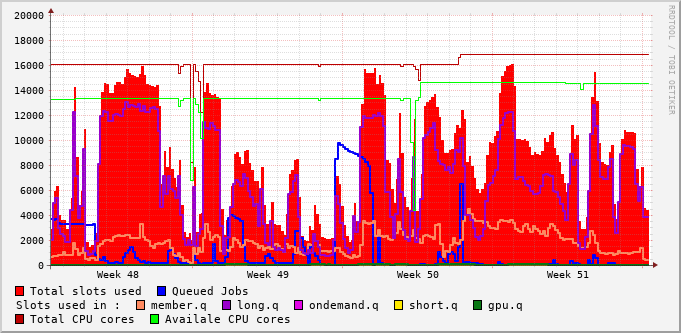 20000
18000
16000
14000
12000
10000
8000
6000
4000
2000
0
Week 48 Week 49 Week 50 Week 51
RRDTOOL / TOBI OETIKER
Total slots used Queued Jobs
Slots used in : member.q long.q ondemand.q short.q gpu.q
Total CPU cores Availale CPU cores